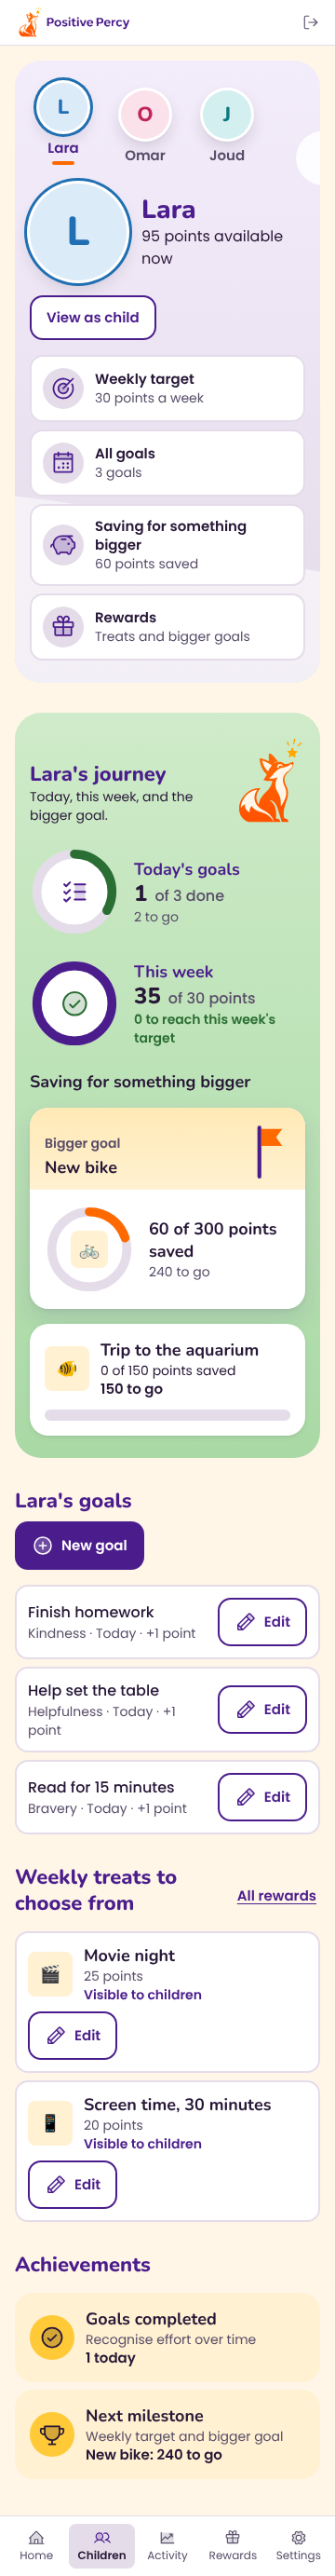 Positive Percy
L
O
J
Lara
Omar
Joud
L
Lara
95 points available
now
View as child
Weekly target
30 points a week
All goals
3 goals
Saving for something
bigger
60 points saved
Rewards
Treats and bigger goals
Lara's journey
Today, this week, and the
bigger goal.
Today's goals
1 of 3 done
2 to go
This week
35 of 30 points
0 to reach this week's
target
Saving for something bigger
Bigger goal
New bike
60 of 300 points
saved
240 to go
Trip to the aquarium
0 of 150 points saved
150 to go
Lara's goals
New goal
Finish homework
Kindness · Today · +1 point
Edit
Help set the table
Helpfulness · Today · +1
point
Edit
Read for 15 minutes
Bravery · Today · +1 point
Edit
Weekly treats to
choose from
All rewards
Movie night
25 points
Visible to children
Edit
Screen time, 30 minutes
20 points
Visible to children
Edit
Achievements
Goals completed
Recognise effort over time
1 today
Next milestone
Weekly target and bigger goal
New bike: 240 to go
Home
Children
Activity
Rewards
Settings